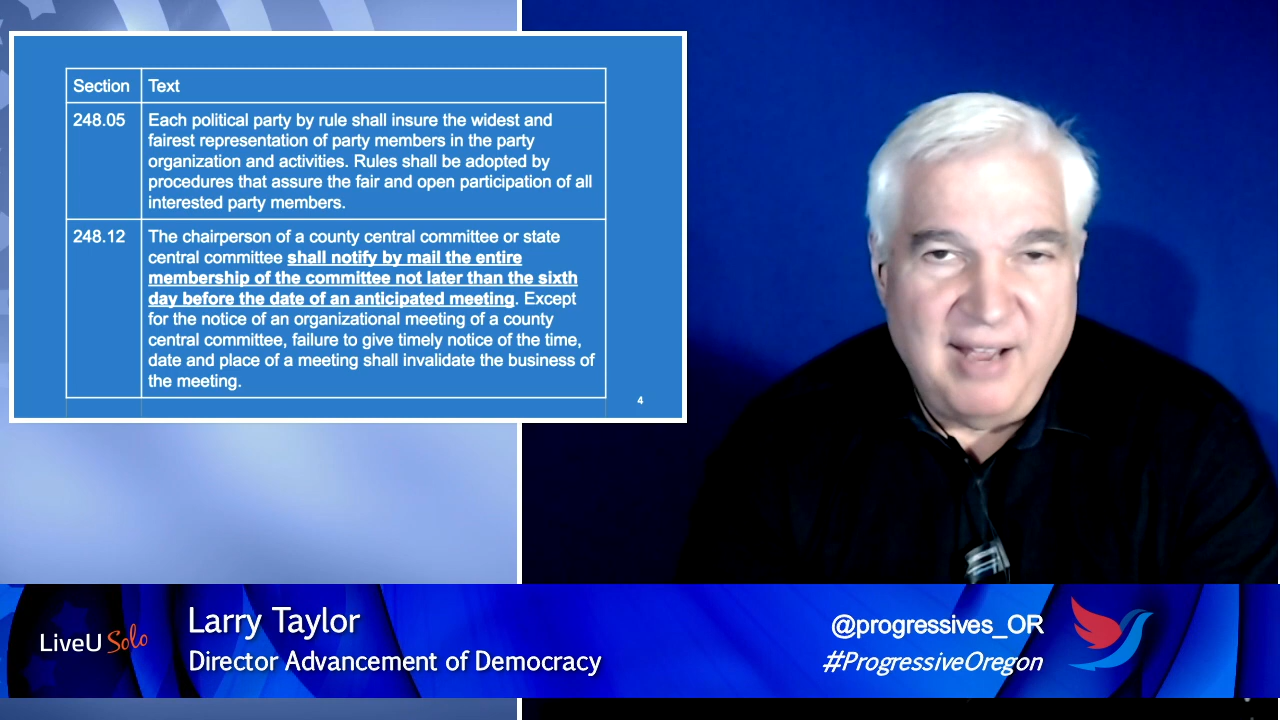 Section Text
248.05 Each political party by rule shall insure the widest and
fairest representation of party members in the party
organization and activities. Rules shall be adopted by
procedures that assure the fair and open participation of all
interested party members.
248.12 The chairperson of a county central committee or state
central committee shall notify by mail the entire
membership of the committee not later than the sixth
day before the date of an anticipated meeting. Except
for the notice of an organizational meeting of a county
central committee, failure to give timely notice of the time,
date and place of a meeting shall invalidate the business of
the meeting.
4
LiveU Solo
Larry Taylor
Director Advancement of Democracy
@progressives_OR
#ProgressiveOregon